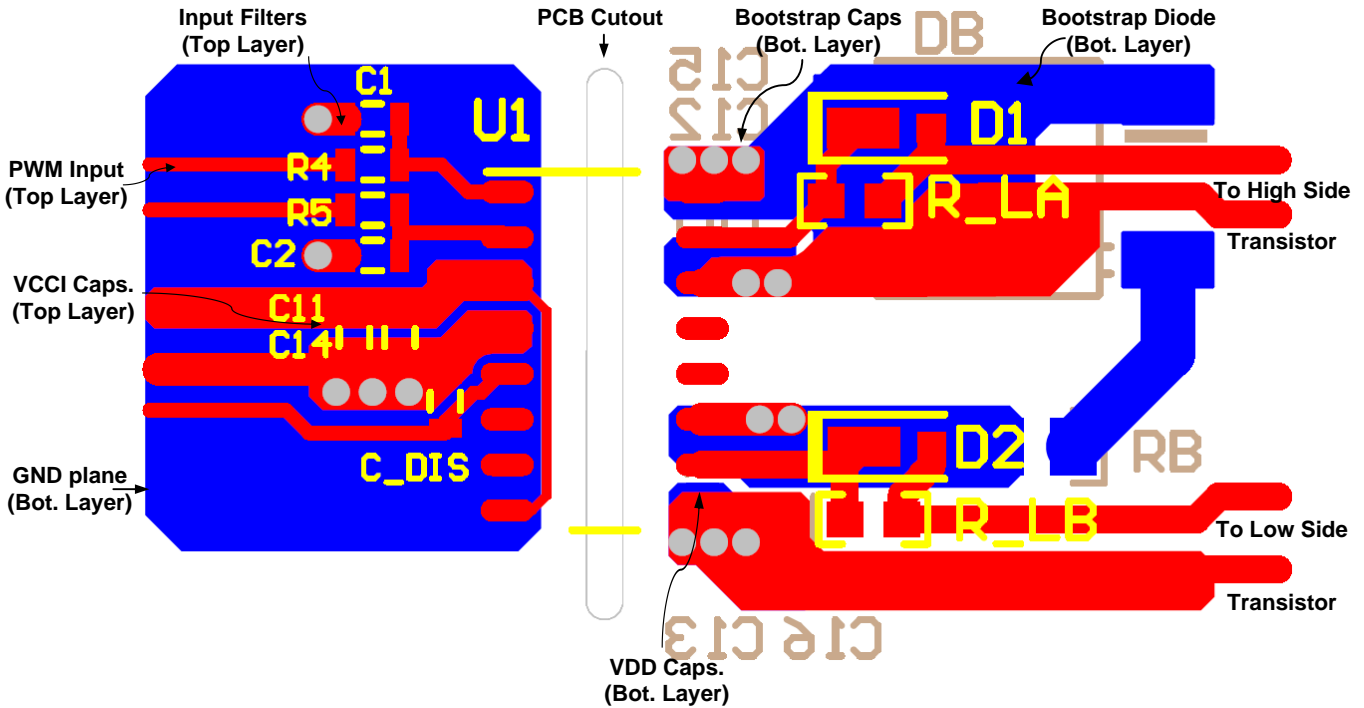 Input Filters
(Top Layer)
PCB Cutout
Bootstrap Caps
(Bot. Layer)
Bootstrap Diode
(Bot. Layer)
DB
C15
C12
C1
U1
D1
PWM Input
(Top Layer)
R4
R_LA
To High Side
Transistor
R5
C2
VCCI Caps.
(Top Layer)
C11
C14
D2
RB
C_DIS
GND plane
(Bot. Layer)
R_LB
To Low Side
Transistor
C13 C16 C16
VDD Caps.
(Bot. Layer)